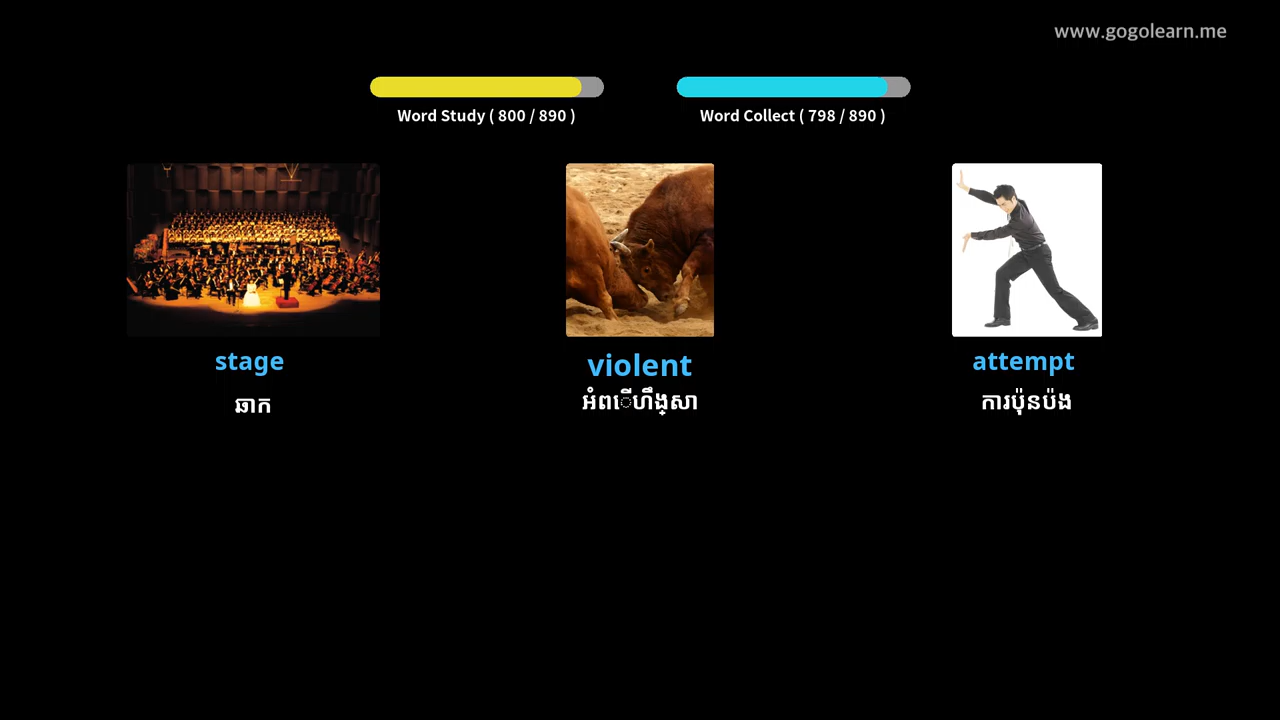 www.gogolearn.me
Word Study ( 800 / 890 )
Word Collect ( 798 / 890 )
stage
violent
attempt
ឆាក
អំពើហឹង្សា
ការប៉ុនប៉ង